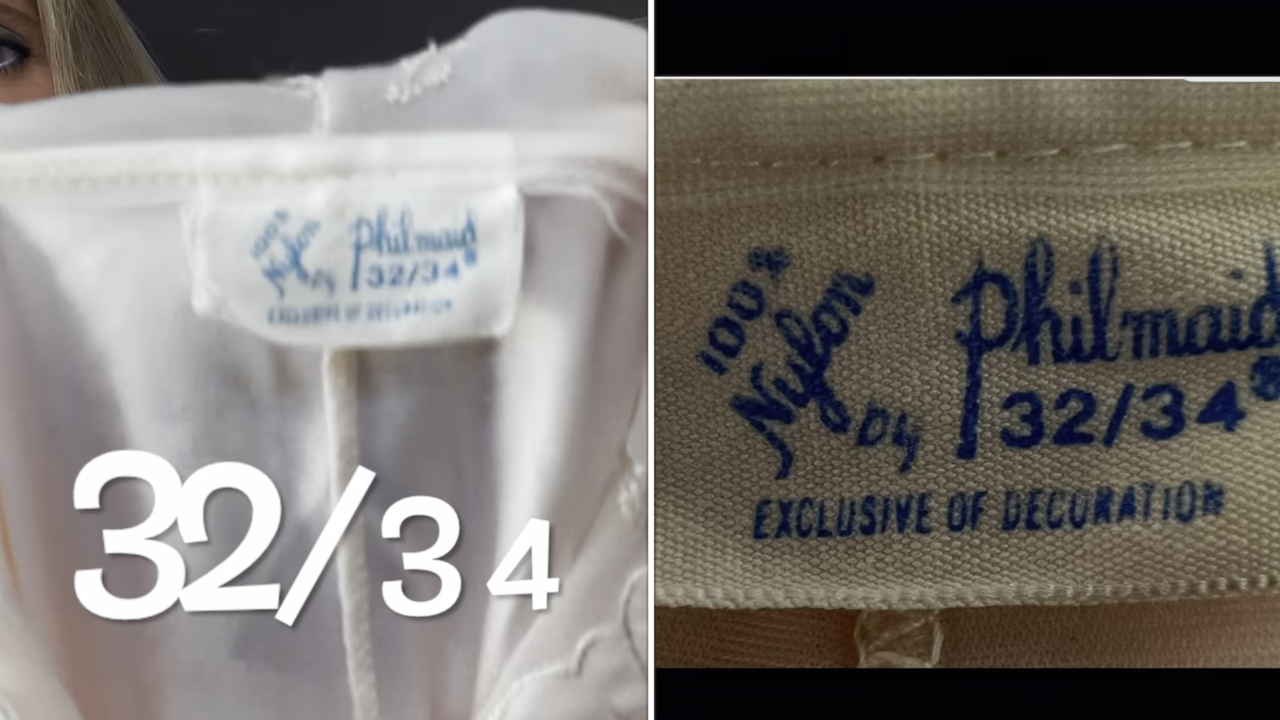 100%
Nylon
By
Philmaid
32/34®
EXCLUSIVE OF DECORATION
32/34
100%
Nylon
By
Philmaid
32/34®
EXCLUSIVE OF DECORATION